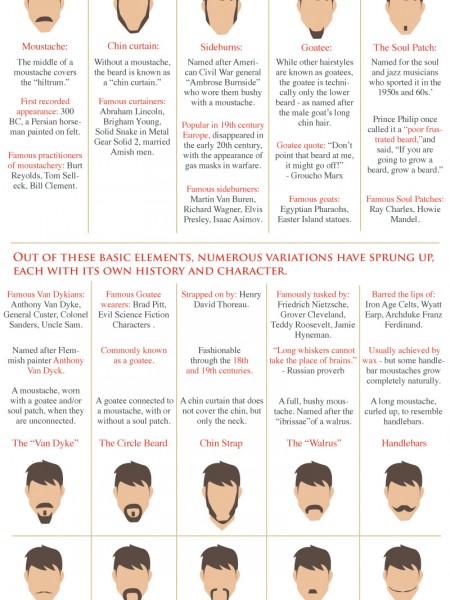 Moustache:
The middle of a
moustache covers
the “hiltrum.”
First recorded
appearance: 300
BC, a Persian horse-
man painted on felt.
Famous practitioners
of moustachery: Burt
Reyolds, Tom Sell-
eck, Bill Clement.
Chin curtain:
Without a moustache,
the beard is known as
a “chin curtain.”
Famous curtainers:
Abraham Lincoln,
Brigham Young,
Solid Snake in Metal
Gear Solid 2, married
Amish men.
Sideburns:
Named after Ameri-
can Civil War general
“Ambrose Burnside”
who wore them bushy
with a moustache.
Popular in 19th century
Europe, disappeared in
the early 20th century,
with the appearance of
gas masks in warfare.
Famous sideburners:
Martin Van Buren,
Richard Wagner, Elvis
Presley, Isaac Asimov.
Goatee:
While other hairstyles
are known as goatees,
the goatee is techni-
cally only the lower
beard - as named after
the male goat’s long
chin hair.
Goatee quote: “Don’t
point that beard at me,
it might go off!”
- Groucho Marx
Famous goats:
Egyptian Pharaohs,
Easter Island statues.
The Soul Patch:
Named for the soul
and jazz musicians
who sported it in the
1950s and 60s.’
Prince Philip once
called it a “poor frus-
trated beard,”and
said, “If you are
going to grow a
beard, grow a beard.”
Famous Soul Patches:
Ray Charles, Howie
Mandel.
Out of these basic elements, numerous variations have sprung up,
each with its own history and character.
Famous Van Dykians:
Anthony Van Dyke,
General Custer, Colonel
Sanders, Uncle Sam.
Named after Flem-
mish painter Anthony
Van Dyck.
A moustache, worn
with a goatee and/or
soul patch, when they
are unconnected.
The “Van Dyke”
Famous Goatee
wearers: Brad Pitt,
Evil Science Fiction
Characters .
Commonly known
as a goatee.
A goatee connected to
a moustache, with or
without a soul patch.
The Circle Beard
Strapped on by: Henry
David Thoreau.
Fashionable
through the 18th
and 19th centuries.
A chin curtain that does
not cover the chin, but
only the neck.
Chin Strap
Famously tusked by:
Friedrich Nietzsche,
Grover Cleveland,
Teddy Roosevelt, Jamie
Hyneman.
“Long whiskers cannot
take the place of brains.”
- Russian proverb
A full, bushy mous-
tache. Named after the
“ibrissae”of a walrus.
The “Walrus”
Barred the lips of:
Iron Age Celts, Wyatt
Earp, Archduke Franz
Ferdinand.
Usually achieved by
wax - but some handle-
bar moustaches grow
completely naturally.
A long moustache,
curled up, to resemble
handlebars.
Handlebars